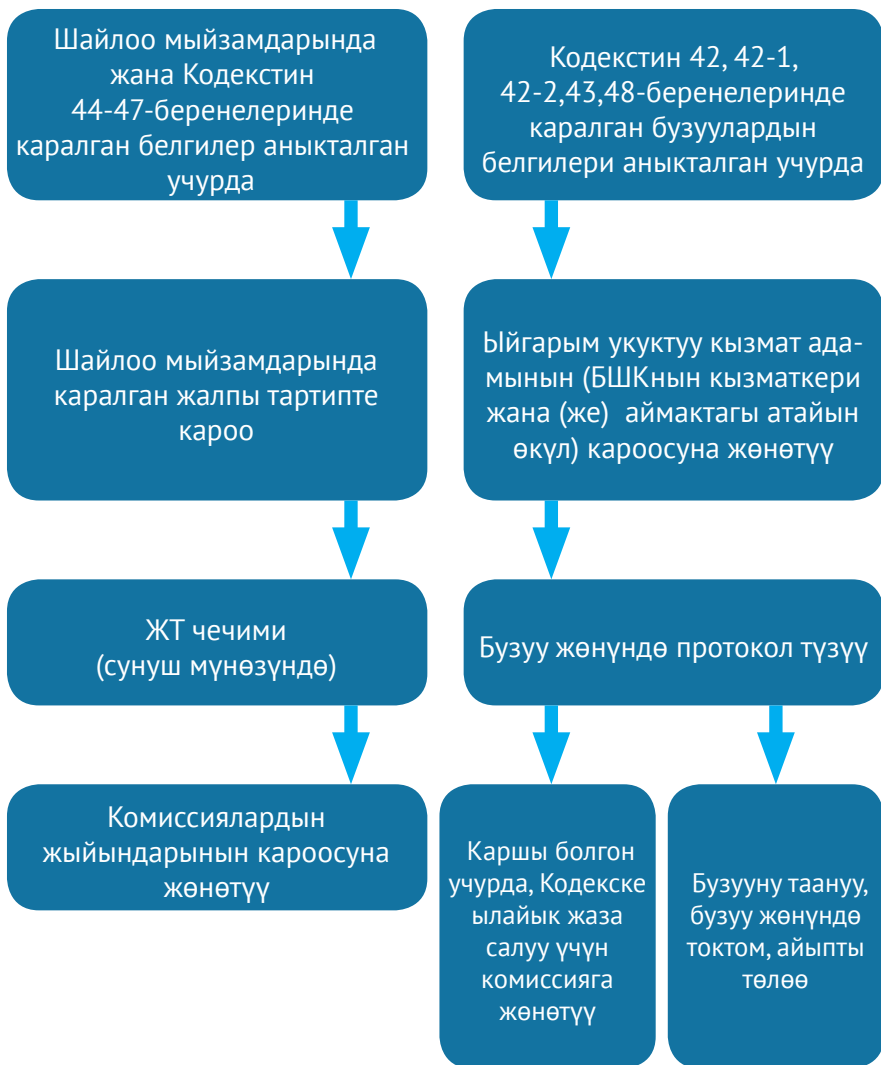 Шайлоо мыйзамдарында
жана Кодекстин
44-47-беренелеринде
каралган белгилер аныкталган
учурда
Кодекстин 42, 42-1,
42-2,43,48-беренелеринде
каралган бузуулардын
белгилери аныкталган учурда
Шайлоо мыйзамдарында
каралган жалпы тартипте
кароо
Ыйгарым укуктуу кызмат ада-
мынын (БШКнын кызматкери
жана (же) аймактагы атайын
өкүл) кароосуна жөнөтүү
ЖТ чечими
(сунуш мүнөзүндө)
Бузуу жөнүндө протокол түзүү
Комиссиялардын
жыйындарынын кароосуна
жөнөтүү
Каршы болгон
учурда, Кодекске
ылайык жаза
салуу үчүн
комиссияга
жөнөтүү
Бузууну таануу,
бузуу жөнүндө
токтом, айыпты
төлөө